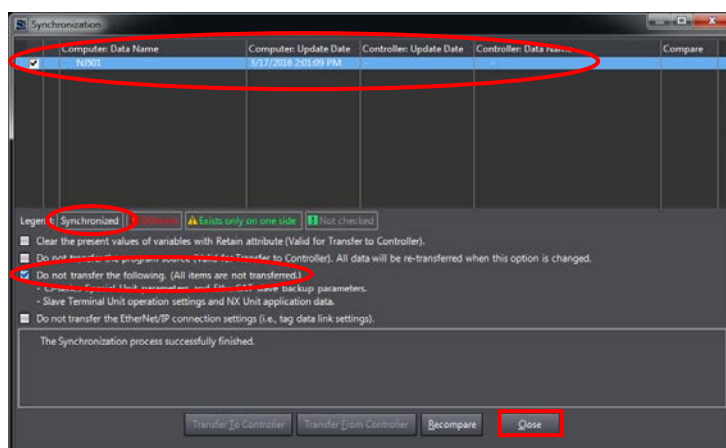 Synchronization
Computer: Data Name Computer: Update Date Controller: Update Date Controller: Data Name Compare
NJ501 3/17/2016 2:01:09 PM - -
Legend: Synchronized Different Exists only on one side Not checked
Clear the present values of variables with Retain attribute (Valid for Transfer to Controller).
Do not transfer the program source (Valid for Transfer to Controller). All data will be re-transferred when this option is changed.
Do not transfer the following. (All items are not transferred.)
- CJ-series Special Unit parameters and EtherCAT slave backup parameters.
- Slave Terminal Unit operation settings and NX Unit application data.
Do not transfer the EtherNet/IP connection settings (i.e., tag data link settings).
The Synchronization process successfully finished.
Transfer To Controller Transfer From Controller Recompare Close